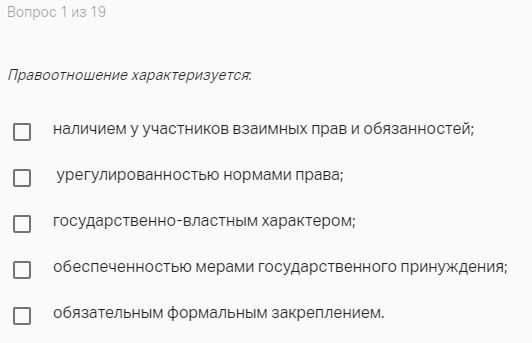 Вопрос 1 из 19
Правоотношение характеризуется:
наличием у участников взаимных прав и обязанностей;
урегулированностью нормами права;
государственно-властным характером;
обеспеченностью мерами государственного принуждения;
обязательным формальным закреплением.